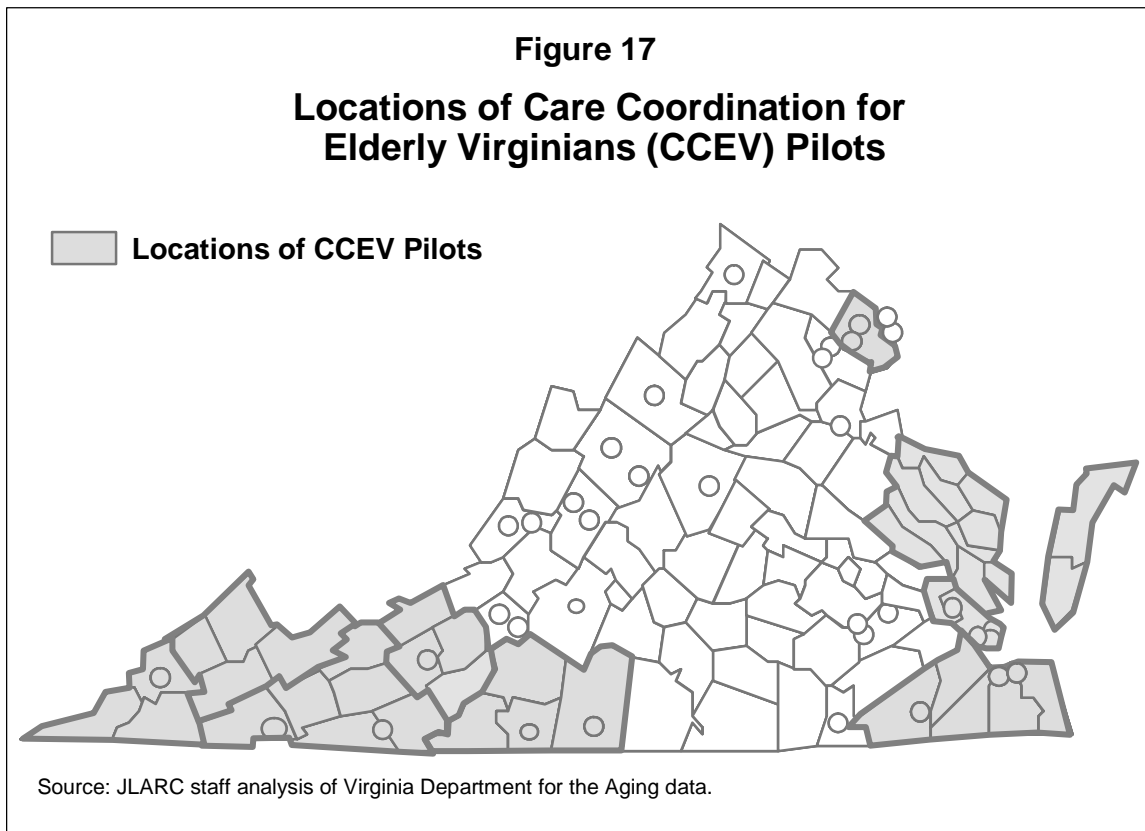 Figure 17
Locations of Care Coordination for
Elderly Virginians (CCEV) Pilots
Locations of CCEV Pilots
Source: JLARC staff analysis of Virginia Department for the Aging data.